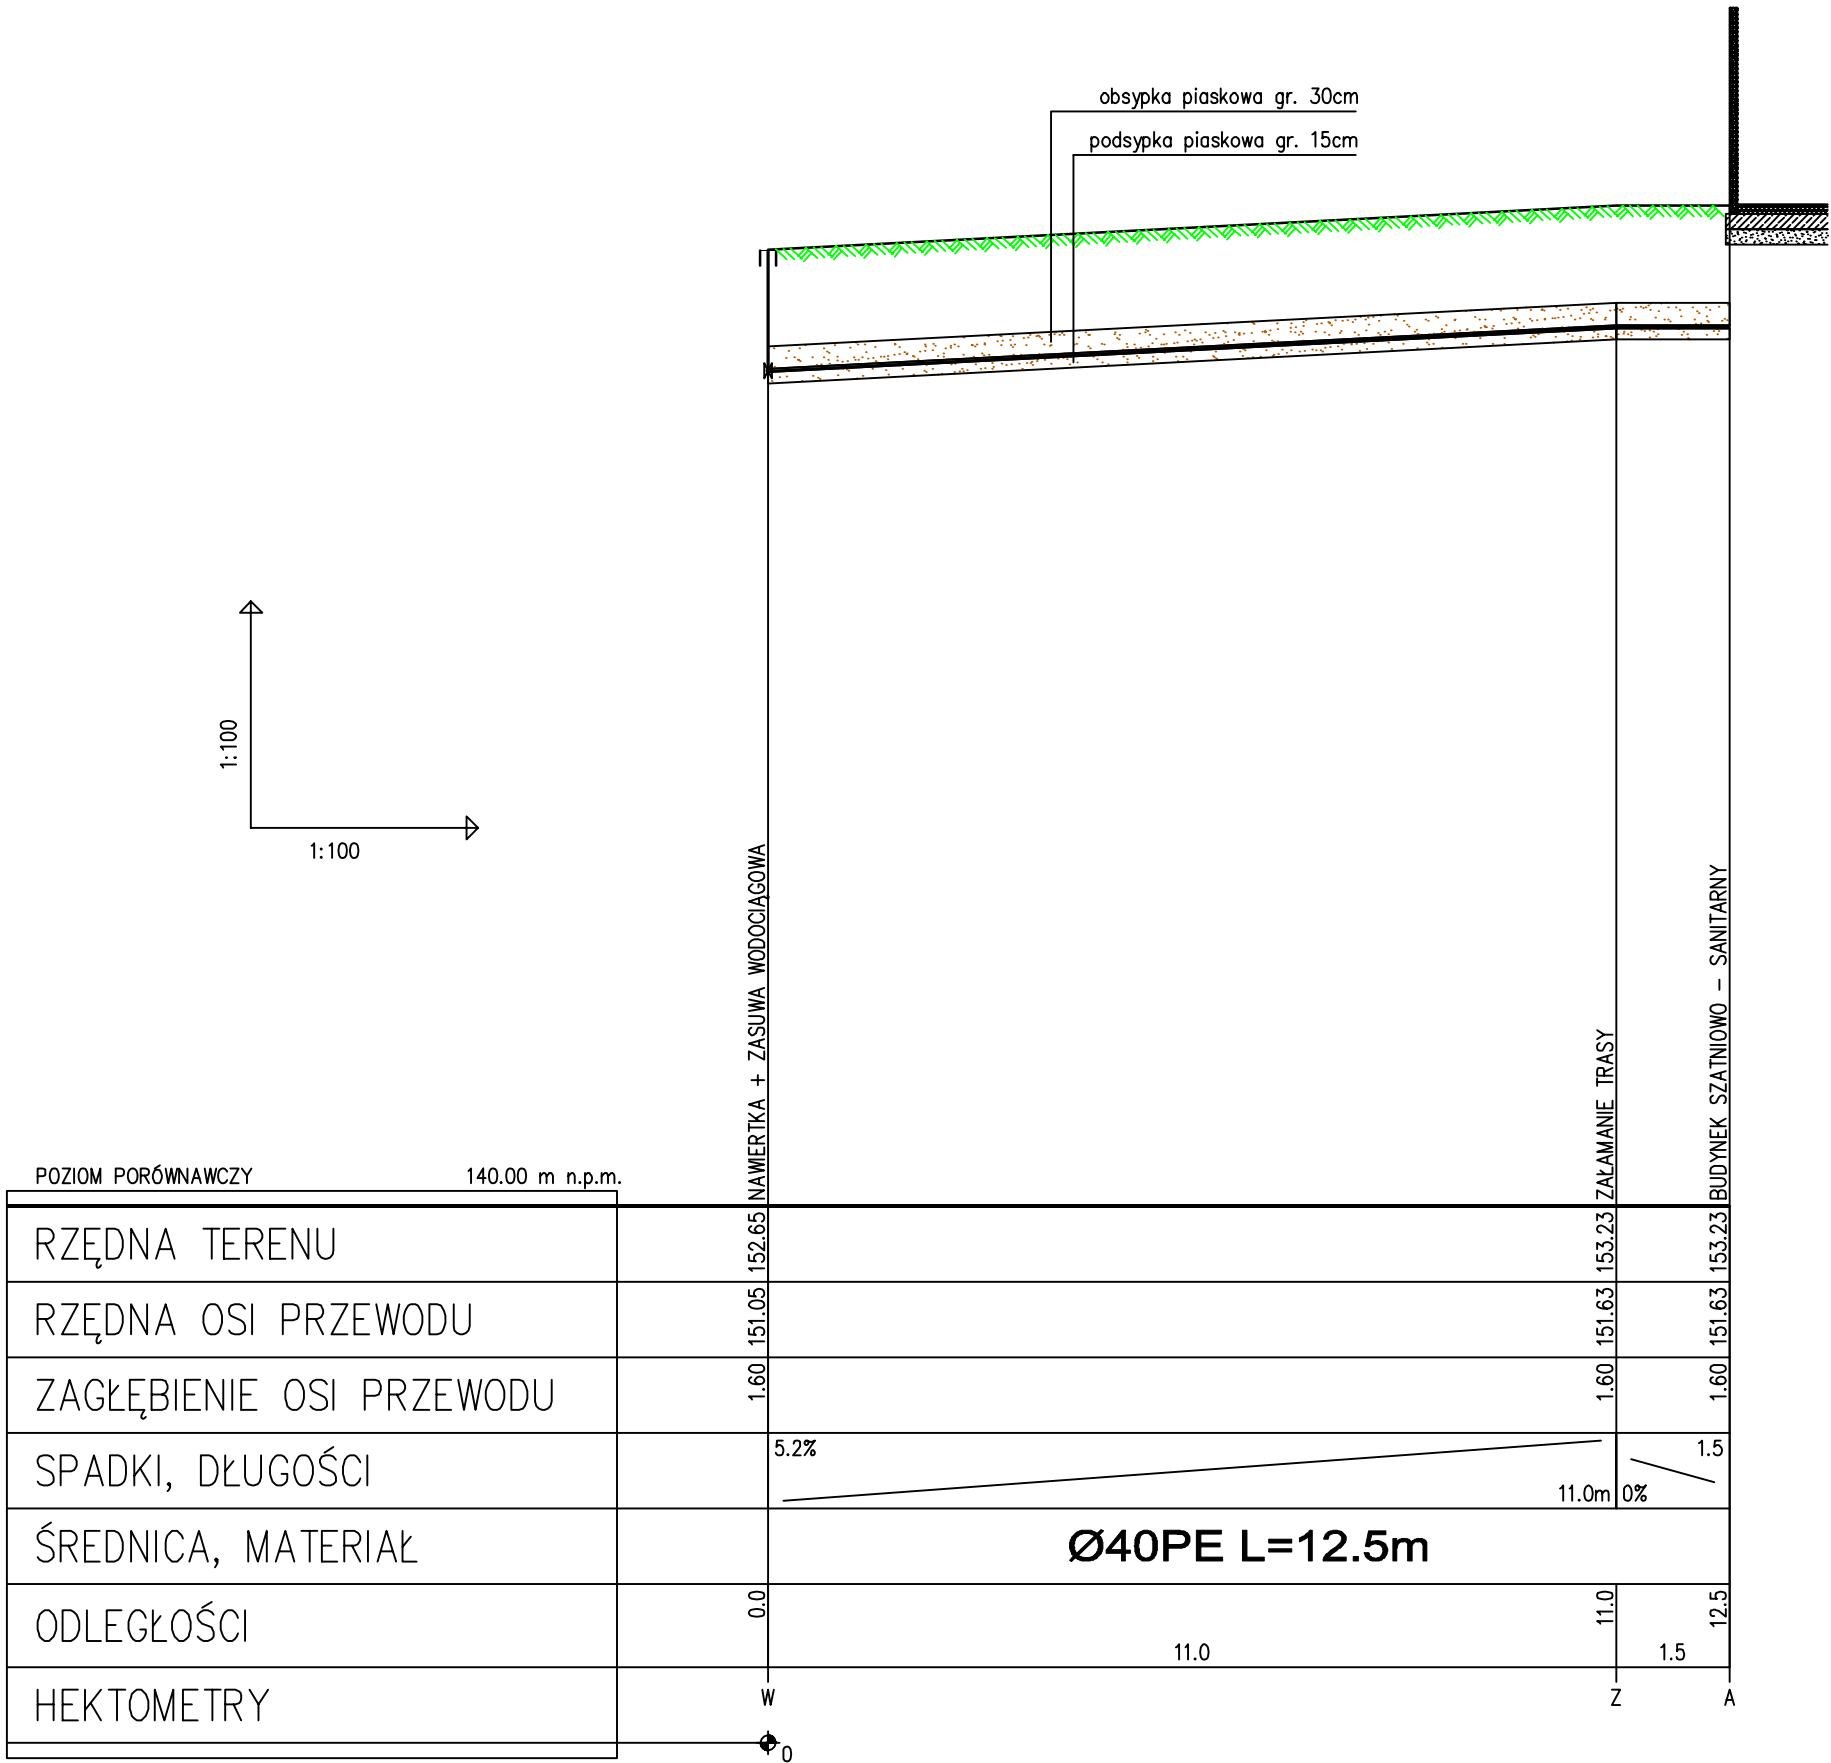 obsypka piaskowa gr. 30cm
podsypka piaskowa gr. 15cm
1:100
1:100
NAWIERTKA + ZASUWA WODOCIĄGOWA
ZAŁAMANIE TRASY
BUDYNEK SZATNIOWO – SANITARNY
POZIOM PORÓWNAWCZY 140.00 m n.p.m.
RZĘDNA TERENU 152.65 153.23 153.23
RZĘDNA OSI PRZEWODU 151.05 151.63 151.63
ZAGŁĘBIENIE OSI PRZEWODU 1.60 1.60 1.60
SPADKI, DŁUGOŚCI 5.2% 11.0m 0% 1.5
ŚREDNICA, MATERIAŁ Ø40PE L=12.5m
ODLEGŁOŚCI 0.0 11.0 11.0 1.5 12.5
HEKTOMETRY W Z A
0